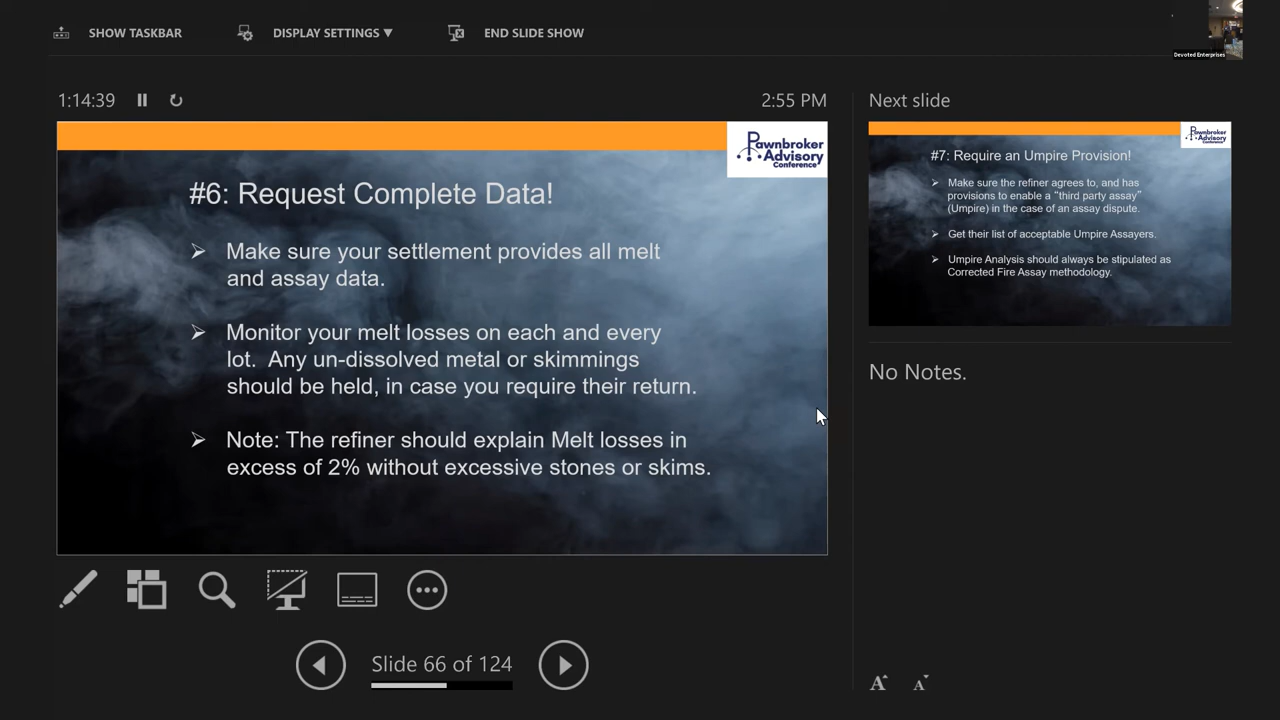 SHOW TASKBAR
DISPLAY SETTINGS ▼
END SLIDE SHOW
Devoted Enterprises
1:14:39
2:55 PM
Next slide
Pawnbroker
Advisory
Conference
#6: Request Complete Data!
➢ Make sure your settlement provides all melt
and assay data.
➢ Monitor your melt losses on each and every
lot. Any un-dissolved metal or skimmings
should be held, in case you require their return.
➢ Note: The refiner should explain Melt losses in
excess of 2% without excessive stones or skims.
Pawnbroker
Advisory
Conference
#7: Require an Umpire Provision!
➢ Make sure the refiner agrees to, and has
provisions to enable a “third party assay”
(Umpire) in the case of an assay dispute.
➢ Get their list of acceptable Umpire Assayers.
➢ Umpire Analysis should always be stipulated as
Corrected Fire Assay methodology.
No Notes.
Slide 66 of 124
A A